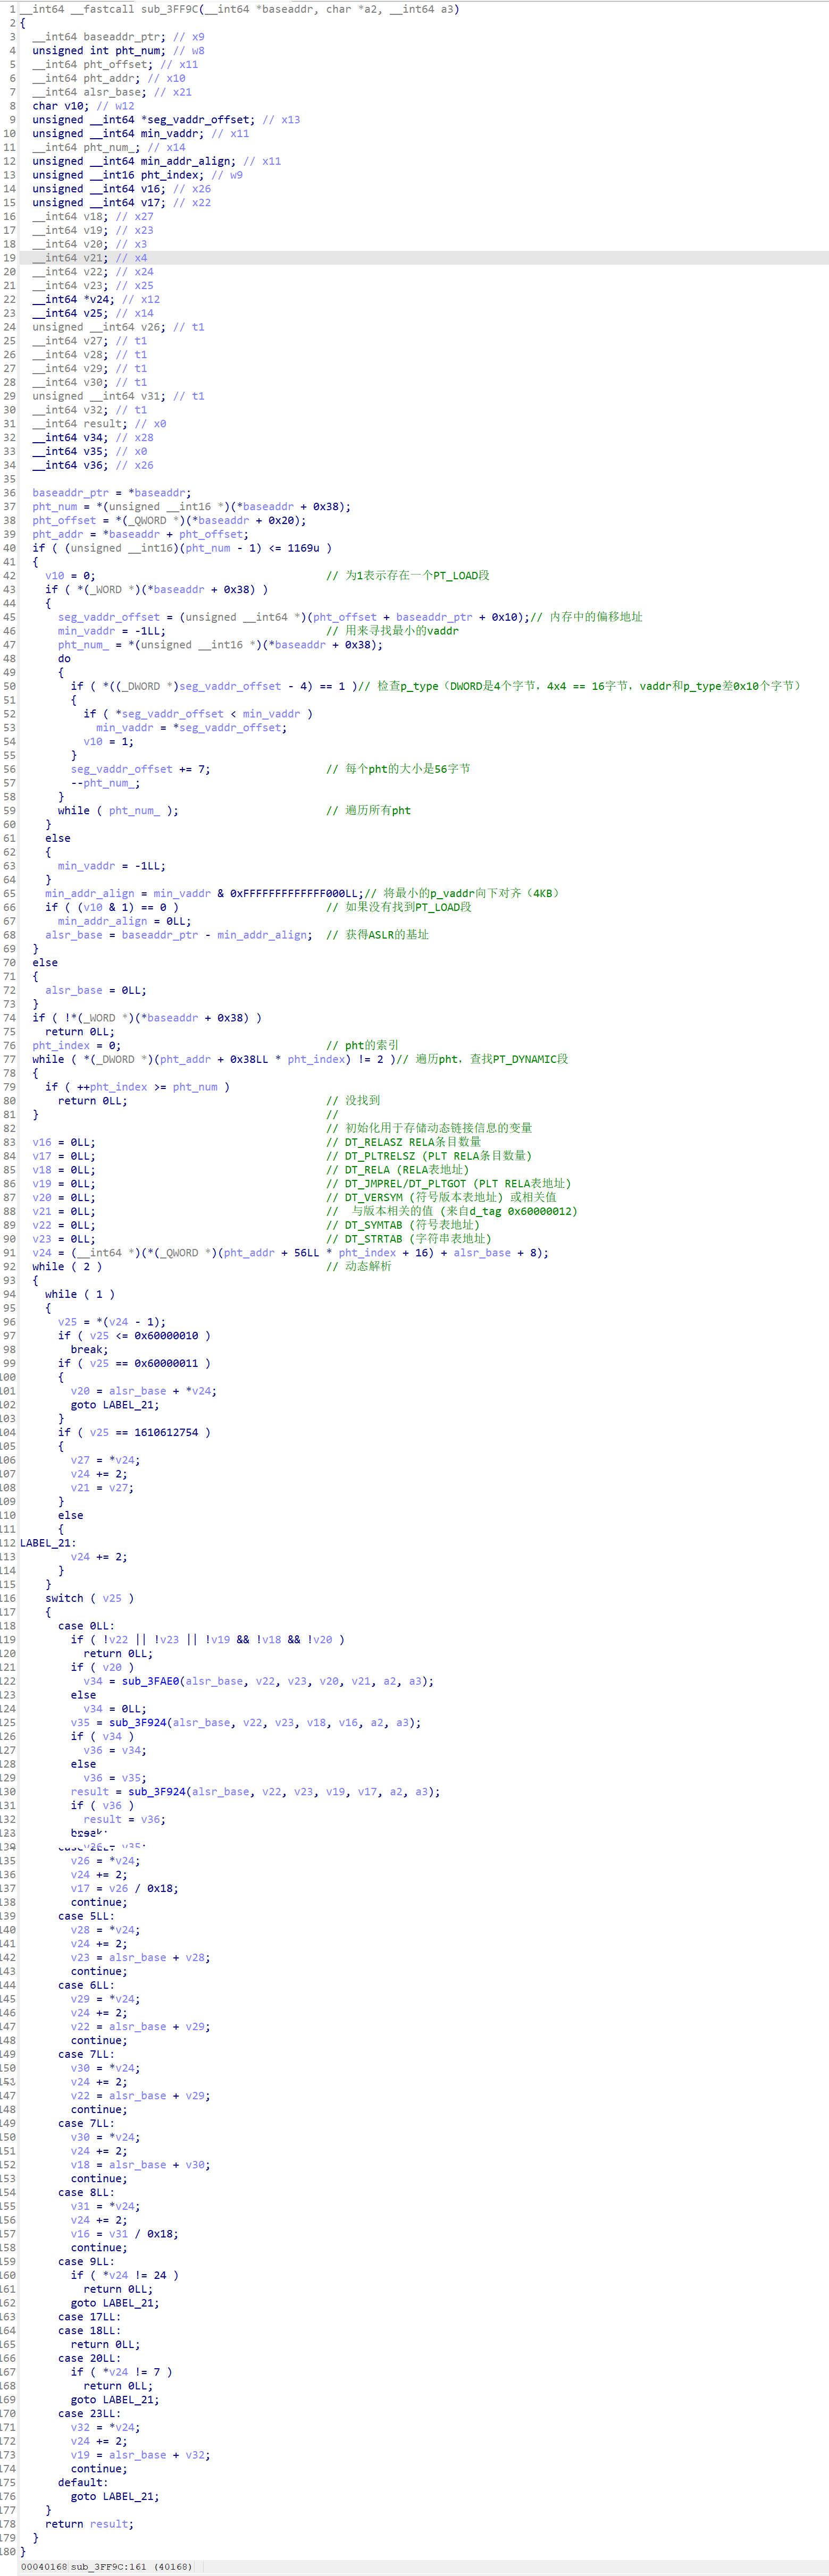 1 __int64 __fastcall sub_3FF9C(__int64 *baseaddr, char *a2, __int64 a3)
2 {
3   __int64 baseaddr_ptr; // x9
4   unsigned int pht_num; // w8
5   __int64 pht_offset; // x11
6   __int64 pht_addr; // x10
7   __int64 alsr_base; // x21
8   char v10; // w12
9   unsigned __int64 *seg_vaddr_offset; // x13
10   unsigned __int64 min_vaddr; // x11
11   __int64 pht_num_; // x14
12   unsigned __int64 min_addr_align; // x11
13   unsigned __int16 pht_index; // w9
14   unsigned __int64 v16; // x26
15   unsigned __int64 v17; // x22
16   __int64 v18; // x27
17   __int64 v19; // x23
18   __int64 v20; // x3
19   __int64 v21; // x4
20   __int64 v22; // x24
21   __int64 v23; // x25
22   __int64 *v24; // x12
23   __int64 v25; // x14
24   unsigned __int64 v26; // t1
25   __int64 v27; // t1
26   __int64 v28; // t1
27   __int64 v29; // t1
28   __int64 v30; // t1
29   unsigned __int64 v31; // t1
30   __int64 v32; // t1
31   __int64 result; // x0
32   __int64 v34; // x28
33   __int64 v35; // x0
34   __int64 v36; // x26
35
36   baseaddr_ptr = *baseaddr;
37   pht_num = *(unsigned __int16 *)(*baseaddr + 0x38);
38   pht_offset = *(_QWORD *)(*baseaddr + 0x20);
39   pht_addr = *baseaddr + pht_offset;
40   if ( (unsigned __int16)(pht_num - 1) <= 1169u )
41   {
42     v10 = 0; // 为1表示存在一个PT_LOAD段
43     if ( *(_WORD *)(*baseaddr + 0x38) )
44     {
45       seg_vaddr_offset = (unsigned __int64 *)(pht_offset + baseaddr_ptr + 0x10);// 内存中的偏移地址
46       min_vaddr = -1LL; // 用来寻找最小的vaddr
47       pht_num_ = *(unsigned __int16 *)(*baseaddr + 0x38);
48       do
49       {
50         if ( *((_DWORD *)seg_vaddr_offset - 4) == 1 )// 检查p_type（DWORD是4个字节，4x4 == 16字节，vaddr和p_type差0x10个字节）
51         {
52           if ( *seg_vaddr_offset < min_vaddr )
53             min_vaddr = *seg_vaddr_offset;
54           v10 = 1;
55         }
56         seg_vaddr_offset += 7; // 每个pht的大小是56字节
57         --pht_num_;
58       }
59       while ( pht_num_ ); // 遍历所有pht
60     }
61     else
62     {
63       min_vaddr = -1LL;
64     }
65     min_addr_align = min_vaddr & 0xFFFFFFFFFFFFF000LL;// 将最小的p_vaddr向下对齐（4KB）
66     if ( (v10 & 1) == 0 ) // 如果没有找到PT_LOAD段
67       min_addr_align = 0LL;
68     alsr_base = baseaddr_ptr - min_addr_align; // 获得ASLR的基址
69   }
70   else
71   {
72     alsr_base = 0LL;
73   }
74   if ( !*(_WORD *)(*baseaddr + 0x38) )
75     return 0LL;
76   pht_index = 0; // pht的索引
77   while ( *(_DWORD *)(pht_addr + 0x38LL * pht_index) != 2 )// 遍历pht，查找PT_DYNAMIC段
78   {
79     if ( ++pht_index >= pht_num )
80       return 0LL; // 没找到
81   } //
82 // 初始化用于存储动态链接信息的变量
83   v16 = 0LL; // DT_RELASZ RELA条目数量
84   v17 = 0LL; // DT_PLTRELSZ (PLT RELA条目数量)
85   v18 = 0LL; // DT_RELA (RELA表地址)
86   v19 = 0LL; // DT_JMPREL/DT_PLTGOT (PLT RELA表地址)
87   v20 = 0LL; // DT_VERSYM (符号版本表地址) 或相关值
88   v21 = 0LL; //  与版本相关的值 (来自d_tag 0x60000012)
89   v22 = 0LL; // DT_SYMTAB (符号表地址)
90   v23 = 0LL; // DT_STRTAB (字符串表地址)
91   v24 = (__int64 *)(*(_QWORD *)(pht_addr + 56LL * pht_index + 16) + alsr_base + 8);
92   while ( 2 ) // 动态解析
93   {
94     while ( 1 )
95     {
96       v25 = *(v24 - 1);
97       if ( v25 <= 0x60000010 )
98         break;
99       if ( v25 == 0x60000011 )
100       {
101         v20 = alsr_base + *v24;
102         goto LABEL_21;
103       }
104       if ( v25 == 1610612754 )
105       {
106         v27 = *v24;
107         v24 += 2;
108         v21 = v27;
109       }
110       else
111       {
112 LABEL_21:
113         v24 += 2;
114       }
115     }
116     switch ( v25 )
117     {
118       case 0LL:
119         if ( !v22 || !v23 || !v19 && !v18 && !v20 )
120           return 0LL;
121         if ( v20 )
122           v34 = sub_3FAE0(alsr_base, v22, v23, v20, v21, a2, a3);
123         else
124           v34 = 0LL;
125         v35 = sub_3F924(alsr_base, v22, v23, v18, v16, a2, a3);
126         if ( v34 )
127           v36 = v34;
128         else
129           v36 = v35;
130         result = sub_3F924(alsr_base, v22, v23, v19, v17, a2, a3);
131         if ( v36 )
132           result = v36;
break;
135         v26 = *v24;
136         v24 += 2;
137         v17 = v26 / 0x18;
138         continue;
139       case 5LL:
140         v28 = *v24;
141         v24 += 2;
142         v23 = alsr_base + v28;
143         continue;
144       case 6LL:
145         v29 = *v24;
146         v24 += 2;
147         v22 = alsr_base + v29;
148         continue;
149       case 7LL:
150         v30 = *v24;
v24 += 2;
147         v22 = alsr_base + v29;
148         continue;
149       case 7LL:
150         v30 = *v24;
151         v24 += 2;
152         v18 = alsr_base + v30;
153         continue;
154       case 8LL:
155         v31 = *v24;
156         v24 += 2;
157         v16 = v31 / 0x18;
158         continue;
159       case 9LL:
160         if ( *v24 != 24 )
161           return 0LL;
162         goto LABEL_21;
163       case 17LL:
164       case 18LL:
165         return 0LL;
166       case 20LL:
167         if ( *v24 != 7 )
168           return 0LL;
169         goto LABEL_21;
170       case 23LL:
171         v32 = *v24;
172         v24 += 2;
173         v19 = alsr_base + v32;
174         continue;
175       default:
176         goto LABEL_21;
177     }
178     return result;
179   }
180 }
00040168 sub_3FF9C:161 (40168)